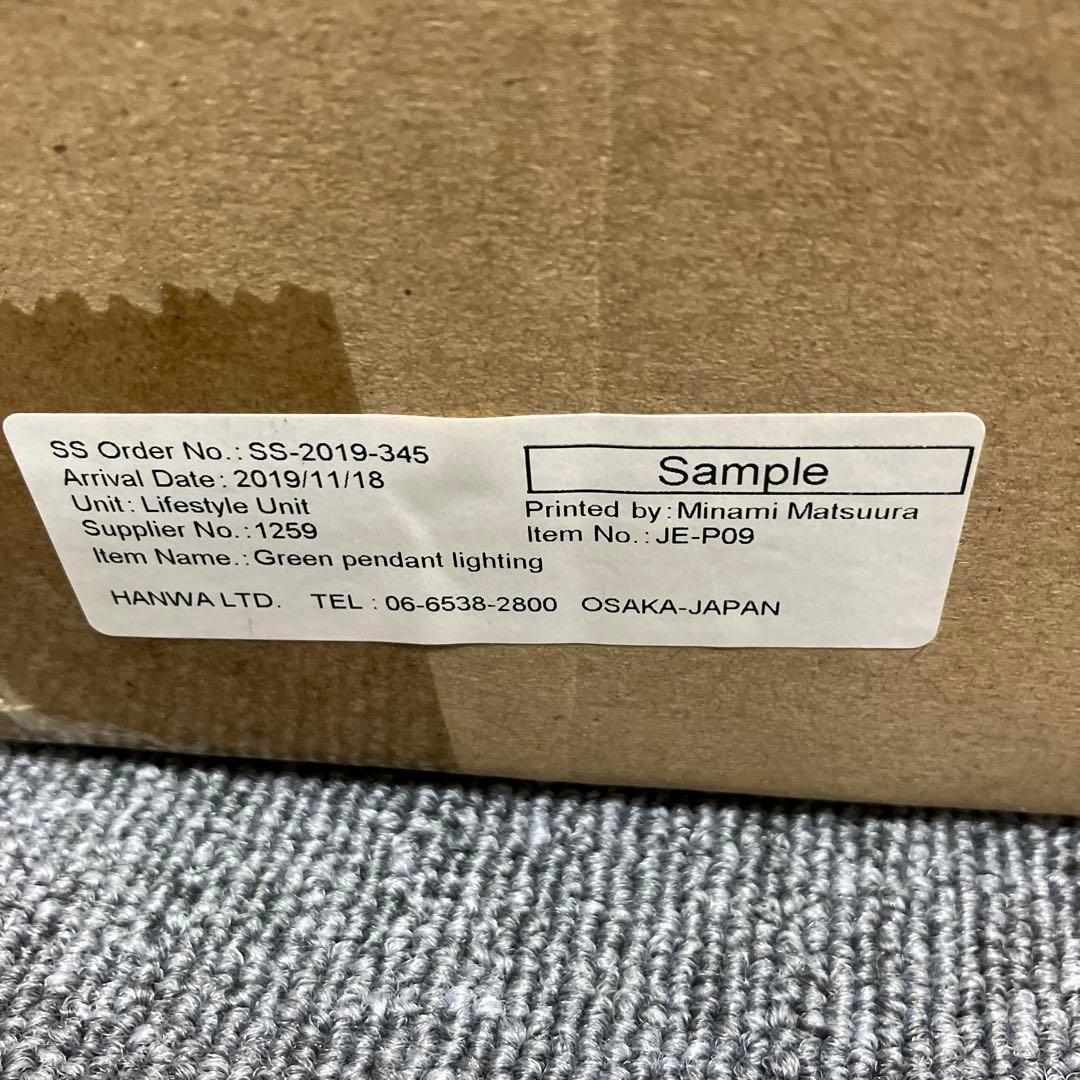 SS Order No.: SS-2019-345
Arrival Date: 2019/11/18
Unit: Lifestyle Unit
Supplier No.: 1259
Sample
Printed by: Minami Matsuura
Item No.: JE-P09
Item Name.: Green pendant lighting
HANWA LTD. TEL : 06-6538-2800 OSAKA-JAPAN